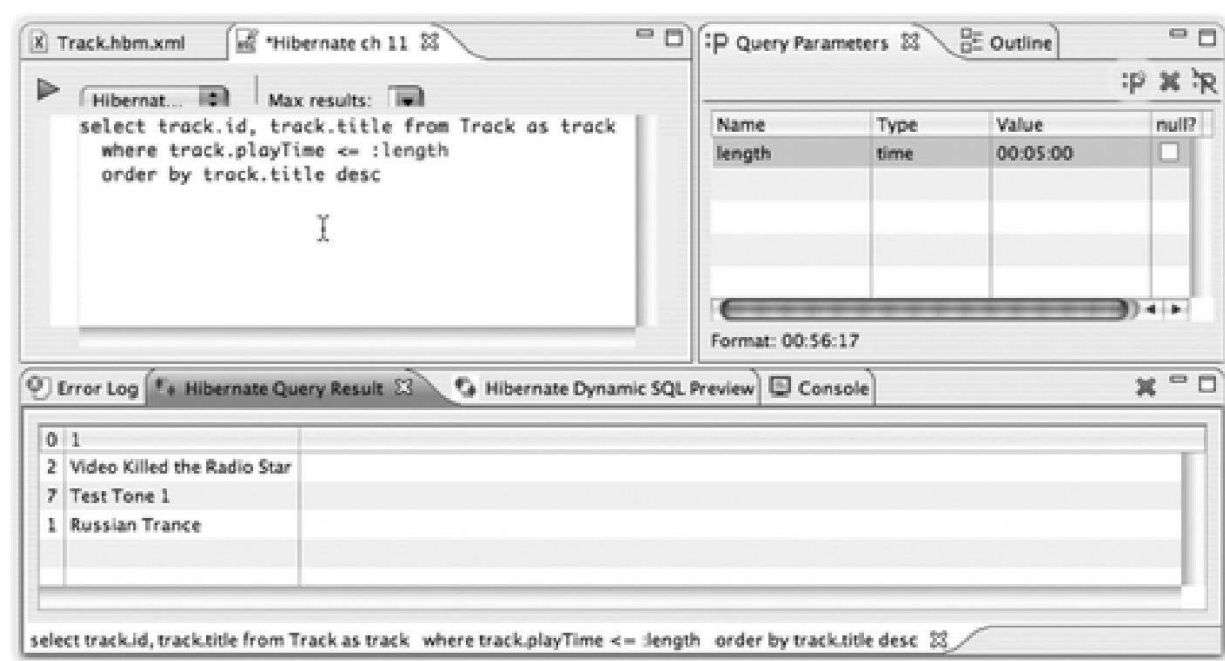 Track.hbm.xml
*Hibernate ch 11
Hibernat...
Max results:
select track.id, track.title from Track as track
where track.playTime <= :length
order by track.title desc
:P Query Parameters
Outline
:P
R
Name Type Value null?
length time 00:05:00
Format: 00:56:17
Error Log
Hibernate Query Result
Hibernate Dynamic SQL Preview
Console
0 1
2 Video Killed the Radio Star
7 Test Tone 1
1 Russian Trance
select track.id, track.title from Track as track where track.playTime <= :length order by track.title desc